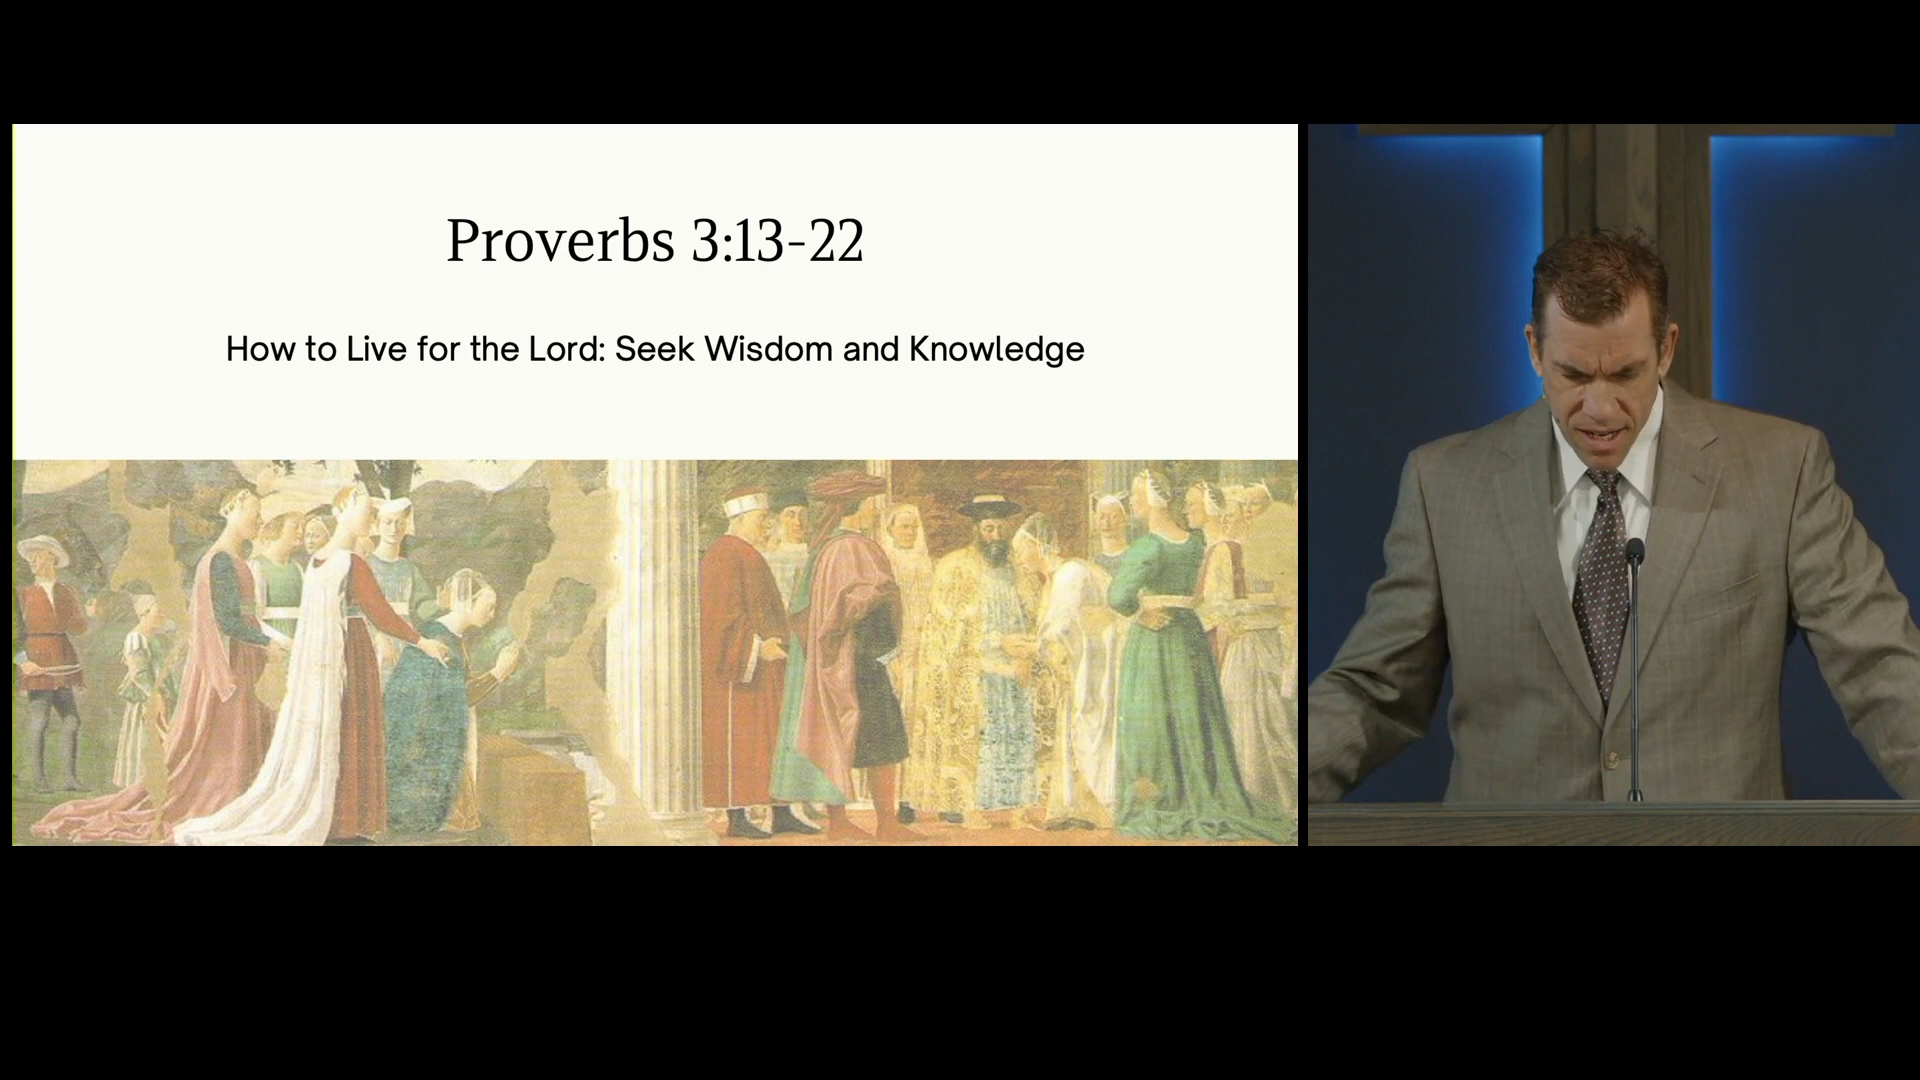 Proverbs 3:13-22
How to Live for the Lord: Seek Wisdom and Knowledge